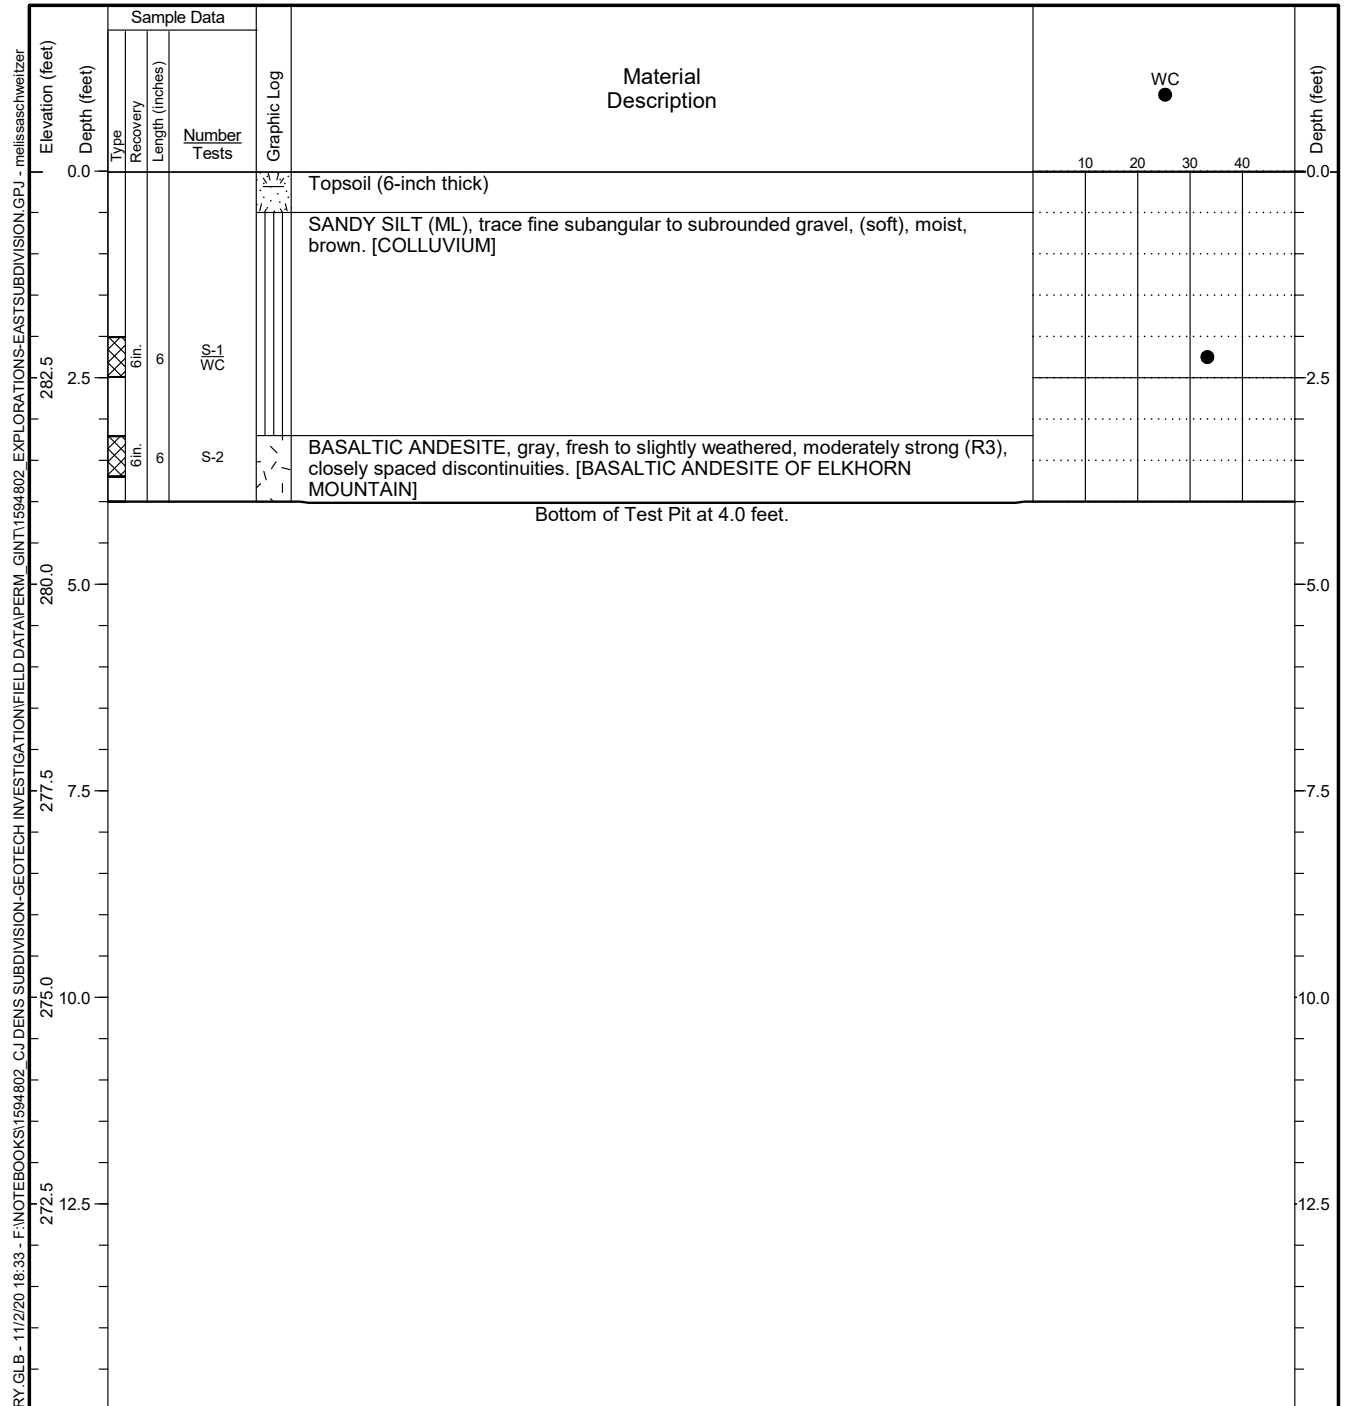 Sample Data
Elevation (feet)
Depth (feet)
Type
Recovery
Length (inches)
Number
Tests
Graphic Log
Material
Description
WC
Depth (feet)
10 20 30 40
0.0
0.0
Topsoil (6-inch thick)
SANDY SILT (ML), trace fine subangular to subrounded gravel, (soft), moist,
brown. [COLLUVIUM]
6in.
6
S-1
WC
282.5
2.5
2.5
BASALTIC ANDESITE, gray, fresh to slightly weathered, moderately strong (R3),
closely spaced discontinuities. [BASALTIC ANDESITE OF ELKHORN
MOUNTAIN]
6in.
6
S-2
Bottom of Test Pit at 4.0 feet.
280.0
5.0
5.0
277.5
7.5
7.5
275.0
10.0
10.0
272.5
12.5
12.5
RY.GLB - 11/2/20 18:33 - F:\NOTEBOOKS\1594802_CJ DENS SUBDIVISION-GEOTECH INVESTIGATION\FIELD DATA\PERM_GINT\1594802_EXPLORATIONS-EASTSUBDIVISION.GPJ - melissaschweitzer